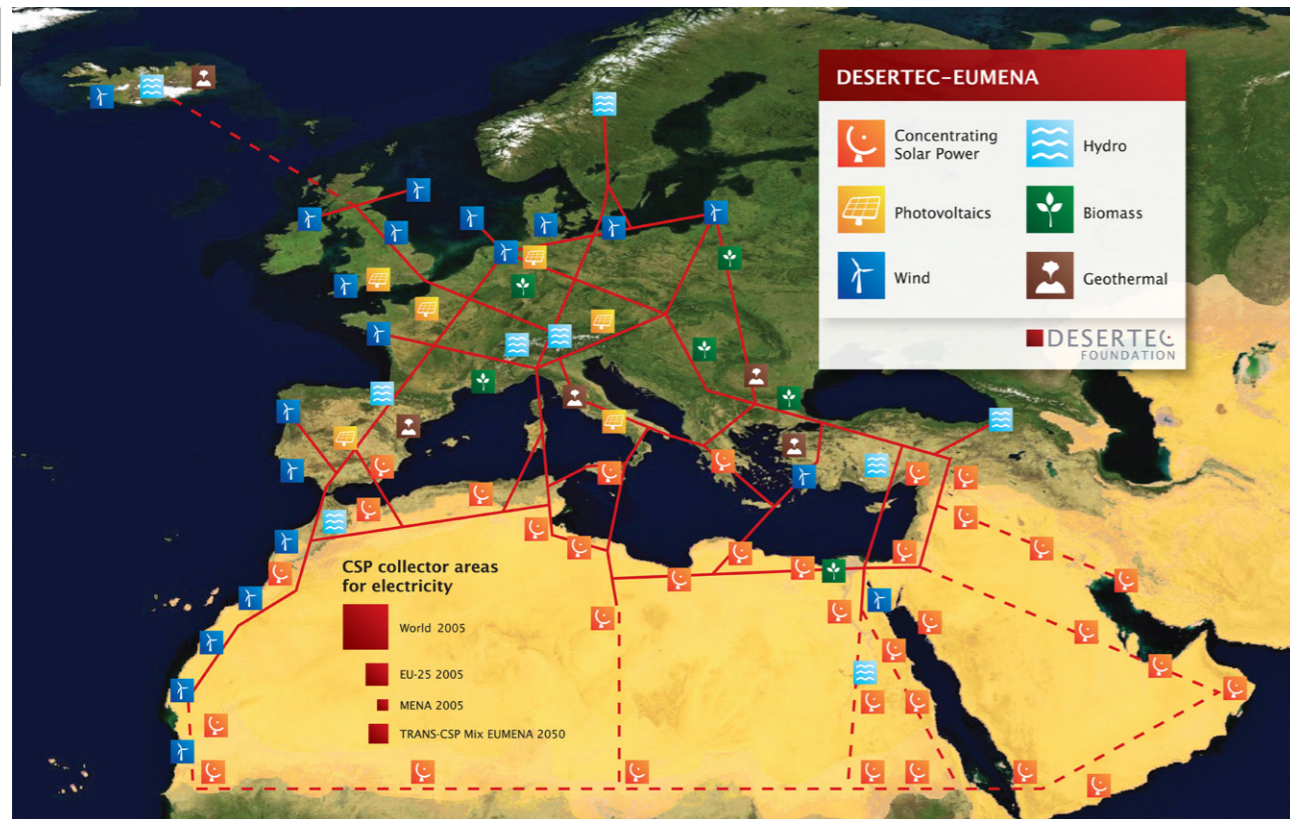 DESERTEC–EUMENA
Concentrating
Solar Power
Hydro
Photovoltaics
Biomass
Wind
Geothermal
DESERTEC
FOUNDATION
CSP collector areas
for electricity
World 2005
EU-25 2005
MENA 2005
TRANS-CSP Mix EUMENA 2050